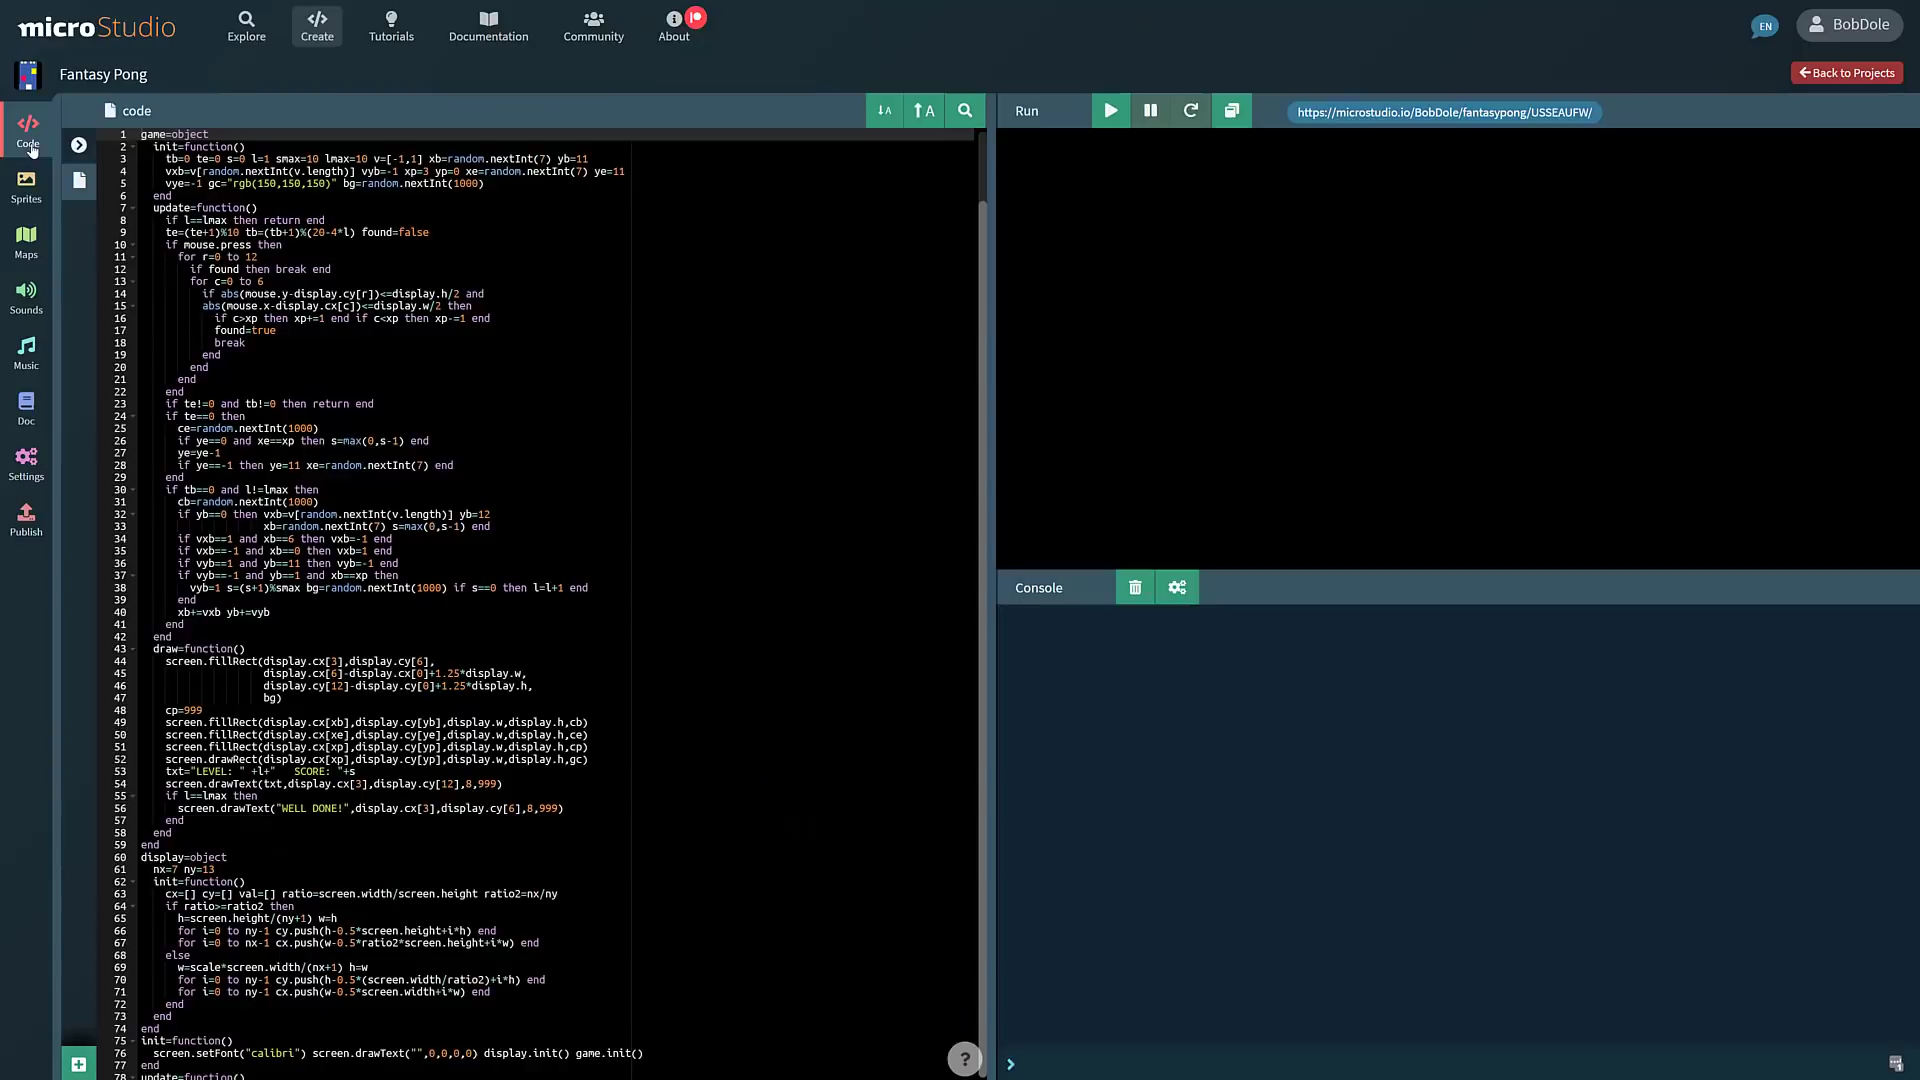 microStudio
Explore
Create
Tutorials
Documentation
Community
About
EN
BobDole
Fantasy Pong
Back to Projects
Code
Sprites
Maps
Sounds
Music
Doc
Settings
Publish
code
Run
https://microstudio.io/BobDole/fantasypong/USSEAUFW/
1 game=object
2 init=function()
3 tb=0 te=0 s=0 l=1 smax=10 lmax=10 v=[-1,1] xb=random.nextInt(7) yb=11
4 vxb=v[random.nextInt(v.length)] vyb=-1 xp=3 yp=0 xe=random.nextInt(7) ye=11
5 vye=-1 gc="rgb(150,150,150)" bg=random.nextInt(1000)
6 end
7 update=function()
8 if l==lmax then return end
9 te=(te+1)%10 tb=(tb+1)%(20-4*l) found=false
10 if mouse.press then
11 for r=0 to 12
12 if found then break end
13 for c=0 to 6
14 if abs(mouse.y-display.cy[r])<=display.h/2 and
15 abs(mouse.x-display.cx[c])<=display.w/2 then
16 if c>xp then xp+=1 end if c<xp then xp-=1 end
17 found=true
18 break
19 end
20 end
21 end
22 end
23 if te!=0 and tb!=0 then return end
24 if te==0 then
25 ce=random.nextInt(1000)
26 if ye==0 and xe==xp then s=max(0,s-1) end
27 ye=ye-1
28 if ye==-1 then ye=11 xe=random.nextInt(7) end
29 end
30 if tb==0 and l!=lmax then
31 cb=random.nextInt(1000)
32 if yb==0 then vxb=v[random.nextInt(v.length)] yb=12
33 xb=random.nextInt(7) s=max(0,s-1) end
34 if vxb==1 and xb==6 then vxb=-1 end
35 if vxb==-1 and xb==0 then vxb=1 end
36 if vyb==1 and yb==11 then vyb=-1 end
37 if vyb==-1 and yb==1 and xb==xp then
38 vyb=1 s=(s+1)%smax bg=random.nextInt(1000) if s==0 then l=l+1 end
39 end
40 xb+=vxb yb+=vyb
41 end
42 end
43 draw=function()
44 screen.fillRect(display.cx[3],display.cy[6],
45 display.cx[6]-display.cx[0]+1.25*display.w,
46 display.cy[12]-display.cy[0]+1.25*display.h,
47 bg)
48 cp=999
49 screen.fillRect(display.cx[xb],display.cy[yb],display.w,display.h,cb)
50 screen.fillRect(display.cx[xe],display.cy[ye],display.w,display.h,ce)
51 screen.fillRect(display.cx[xp],display.cy[yp],display.w,display.h,cp)
52 screen.drawRect(display.cx[xp],display.cy[yp],display.w,display.h,gc)
53 txt="LEVEL: " +l+"   SCORE: "+s
54 screen.drawText(txt,display.cx[3],display.cy[12],8,999)
55 if l==lmax then
56 screen.drawText("WELL DONE!",display.cx[3],display.cy[6],8,999)
57 end
58 end
59 end
60 display=object
61 nx=7 ny=13
62 init=function()
63 cx=[] cy=[] val=[] ratio=screen.width/screen.height ratio2=nx/ny
64 if ratio>=ratio2 then
65 h=screen.height/(ny+1) w=h
66 for i=0 to ny-1 cy.push(h-0.5*screen.height+i*h) end
67 for i=0 to nx-1 cx.push(w-0.5*ratio2*screen.height+i*w) end
68 else
69 w=scale*screen.width/(nx+1) h=w
70 for i=0 to ny-1 cy.push(h-0.5*(screen.width/ratio2)+i*h) end
71 for i=0 to nx-1 cx.push(w-0.5*screen.width+i*w) end
72 end
73 end
74 end
75 init=function()
76 screen.setFont("calibri") screen.drawText("",0,0,0,0) display.init() game.init()
77 end
78 update=function()
Console
?